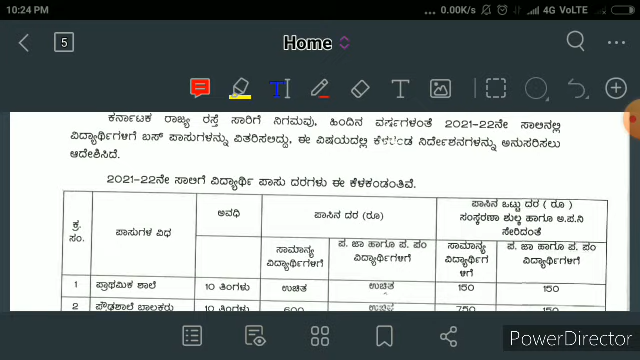 10:24 PM
... 0.00K/s 4G VoLTE
5
Home
T
T
ಕರ್ನಾಟಕ ರಾಜ್ಯ ರಸ್ತೆ ಸಾರಿಗೆ ನಿಗಮವು, ಹಿಂದಿನ ವರ್ಷಗಳಂತೆ 2021-22ನೇ ಸಾಲಿನಲ್ಲಿ
ವಿದ್ಯಾರ್ಥಿಗಳಿಗೆ ಬಸ್ ಪಾಸುಗಳನ್ನು ವಿತರಿಸಲಿದ್ದು, ಈ ವಿಷಯದಲ್ಲಿ ಕೆಳಕಂಡ ನಿರ್ದೇಶನಗಳನ್ನು ಅನುಸರಿಸಲು
ಆದೇಶಿಸಿದೆ.
2021-22ನೇ ಸಾಲಿಗೆ ವಿದ್ಯಾರ್ಥಿ ಪಾಸು ದರಗಳು ಈ ಕೆಳಕಂಡಂತಿವೆ.
ಕ್ರ. ಸಂ. ಪಾಸುಗಳ ವಿಧ ಅವಧಿ ಪಾಸಿನ ದರ (ರೂ) ಪಾಸಿನ ಒಟ್ಟು ದರ ( ರೂ )
ಸಂಸ್ಕರಣಾ ಶುಲ್ಕ ಹಾಗೂ ಅ.ಪ.ನಿ
ಸೇರಿದಂತೆ
ಸಾಮಾನ್ಯ ವಿದ್ಯಾರ್ಥಿಗಳಿಗೆ ಪ. ಜಾ ಹಾಗೂ ಪ. ಪಂ ವಿದ್ಯಾರ್ಥಿಗಳಿಗೆ ಸಾಮಾನ್ಯ ವಿದ್ಯಾರ್ಥಿಗ ಳಿಗೆ ಪ. ಜಾ ಹಾಗೂ ಪ. ಪಂ ವಿದ್ಯಾರ್ಥಿಗಳಿಗೆ
1 ಪ್ರಾಥಮಿಕ ಶಾಲೆ 10 ತಿಂಗಳು ಉಚಿತ ಉಚಿತ 150 150
2 ಪ್ರೌಢಶಾಲೆ ಬಾಲಕರು 10 ತಿಂಗಳು 600 ಉಚಿತ 750 150
PowerDirector